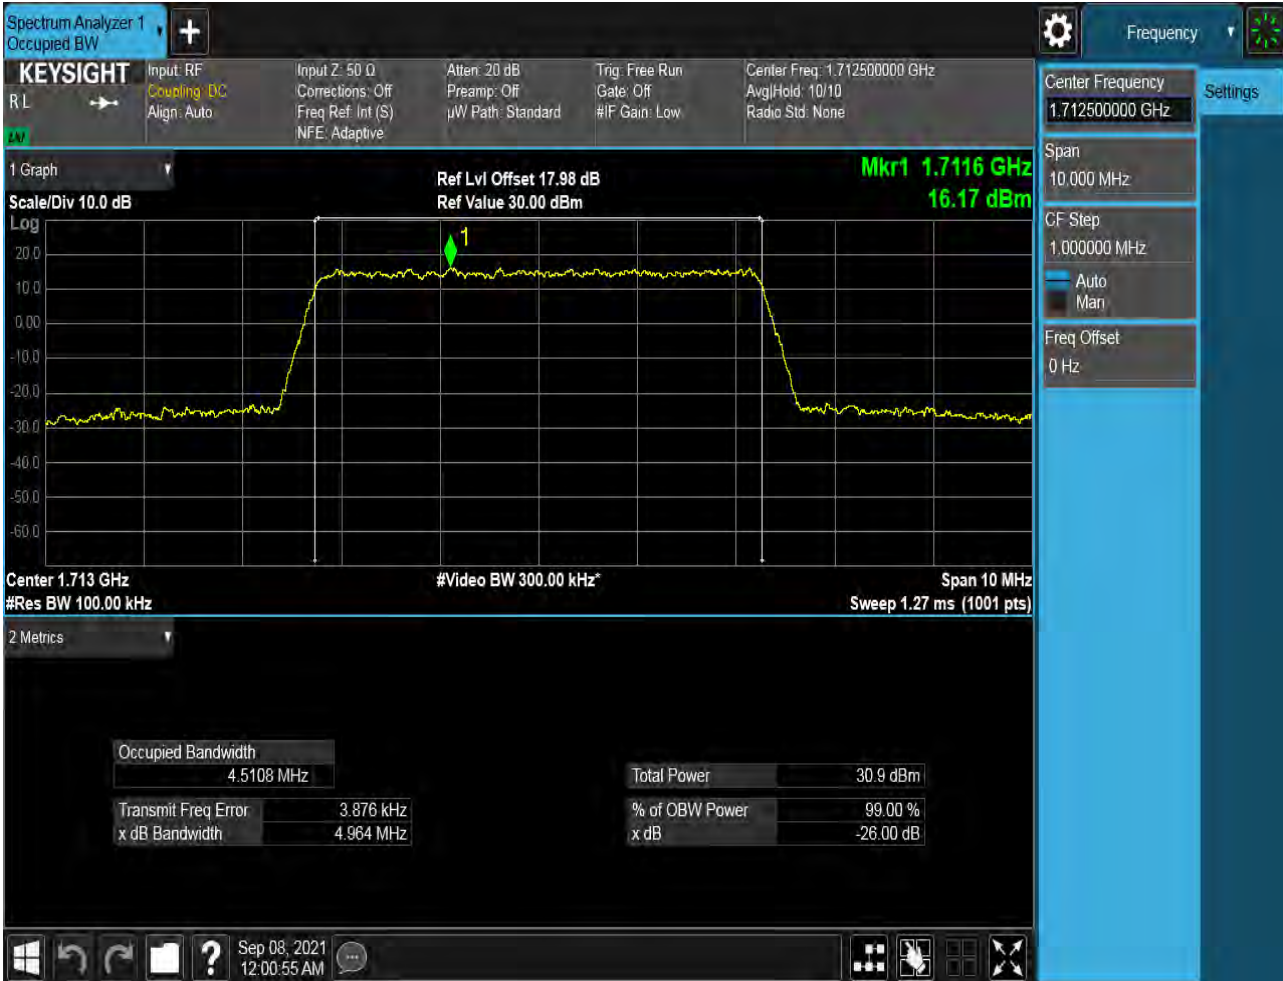 Spectrum Analyzer 1
Occupied BW
Frequency
KEYSIGHT
R L
Input: RF
Coupling: DC
Align: Auto
Input Z: 50 Ω
Corrections: Off
Freq Ref: Int (S)
NFE: Adaptive
Atten: 20 dB
Preamp: Off
µW Path: Standard
Trig: Free Run
Gate: Off
#IF Gain: Low
Center Freq: 1.712500000 GHz
Avg|Hold: 10/10
Radio Std: None
Center Frequency
1.712500000 GHz
Settings
Span
10.000 MHz
CF Step
1.000000 MHz
Auto
Man
Freq Offset
0 Hz
1 Graph
Scale/Div 10.0 dB
Log
Ref Lvl Offset 17.98 dB
Ref Value 30.00 dBm
Mkr1 1.7116 GHz
16.17 dBm
1
20.0
10.0
0.00
-10.0
-20.0
-30.0
-40.0
-50.0
-60.0
Center 1.713 GHz
#Res BW 100.00 kHz
#Video BW 300.00 kHz*
Span 10 MHz
Sweep 1.27 ms (1001 pts)
2 Metrics
Occupied Bandwidth
4.5108 MHz
Transmit Freq Error 3.876 kHz
x dB Bandwidth 4.964 MHz
Total Power 30.9 dBm
% of OBW Power 99.00 %
x dB -26.00 dB
Sep 08, 2021
12:00:55 AM